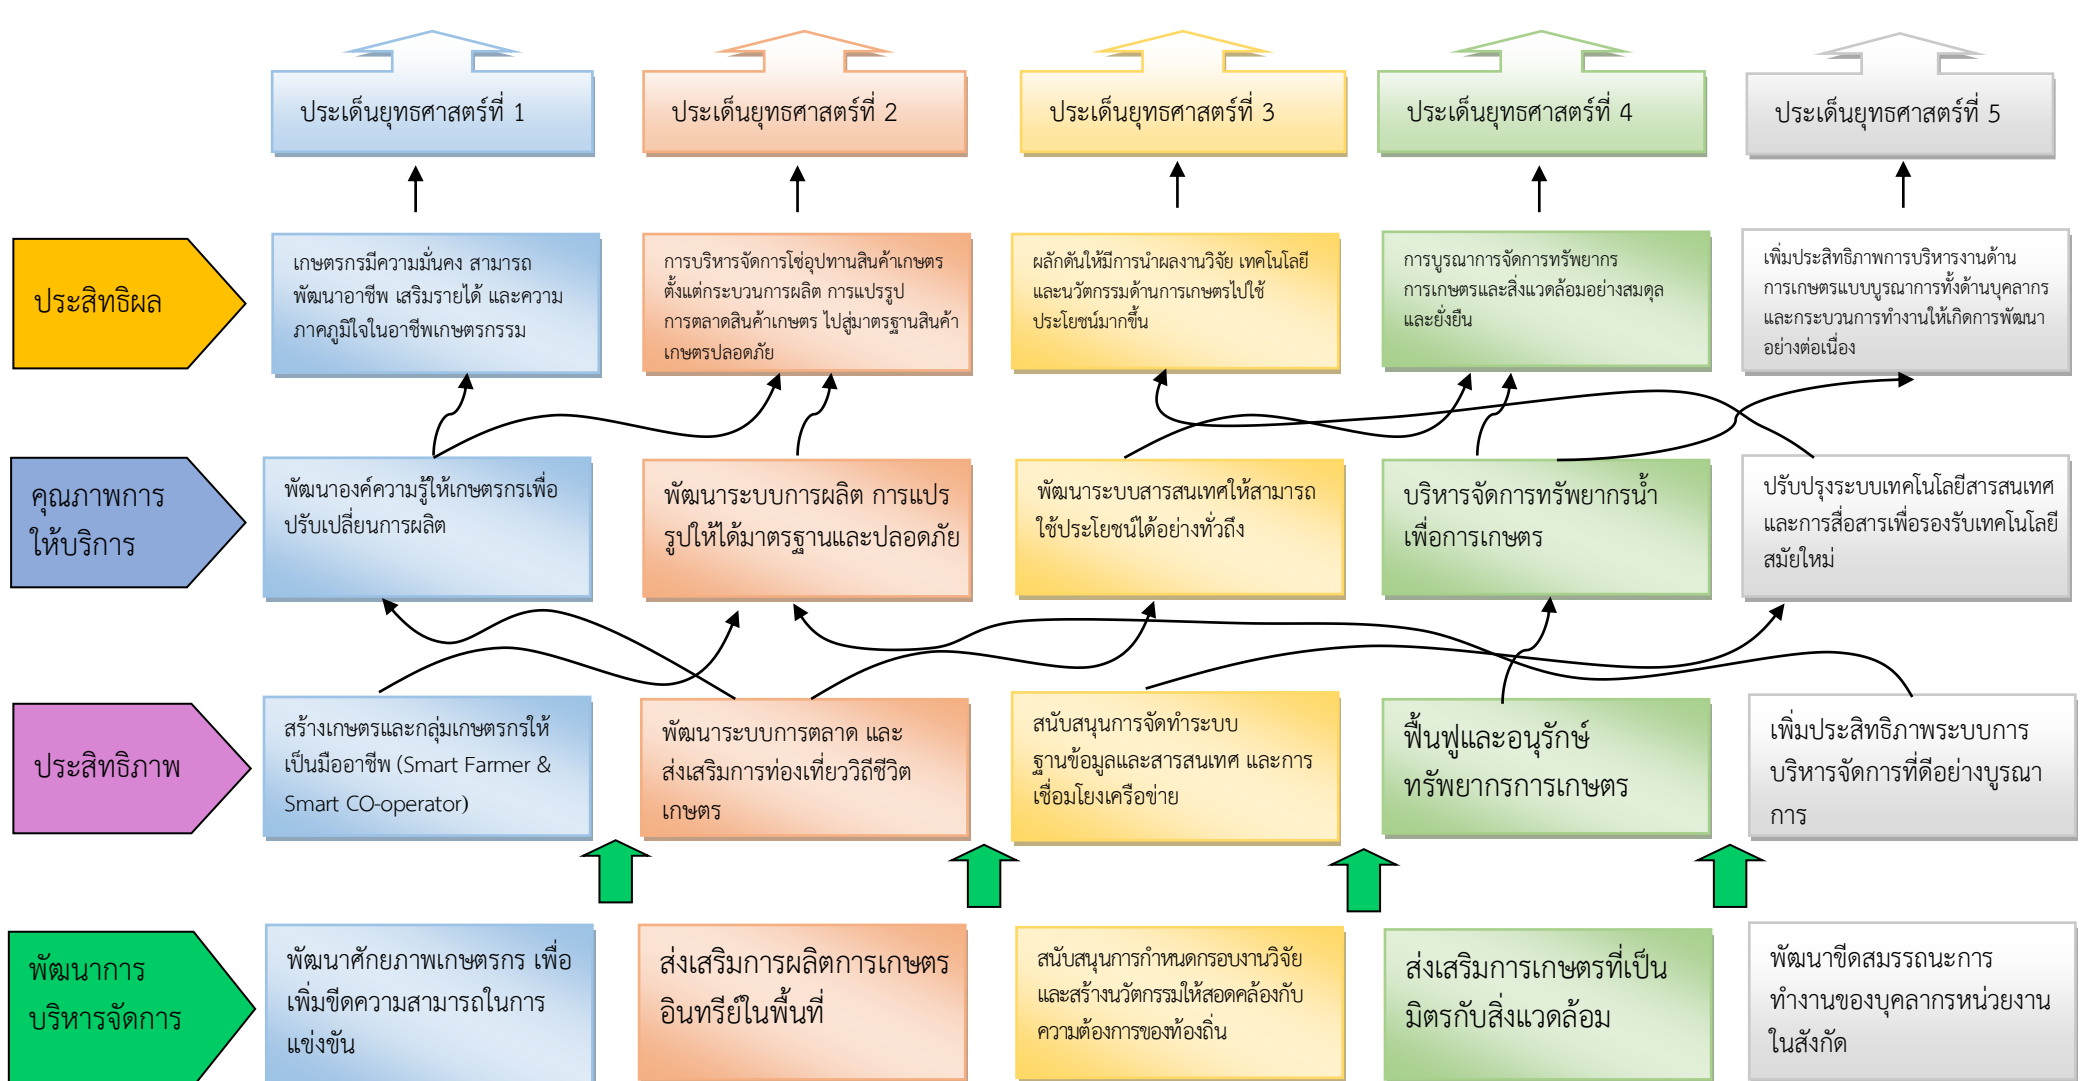 ประเด็นยุทธศาสตร์ที่ 1
ประเด็นยุทธศาสตร์ที่ 2
ประเด็นยุทธศาสตร์ที่ 3
ประเด็นยุทธศาสตร์ที่ 4
ประเด็นยุทธศาสตร์ที่ 5
ประสิทธิผล
เกษตรกรมีความมั่นคง สามารถ
พัฒนาอาชีพ เสริมรายได้ และความ
ภาคภูมิใจในอาชีพเกษตรกรรม
การบริหารจัดการโซ่อุปทานสินค้าเกษตร
ตั้งแต่กระบวนการผลิต การแปรรูป
การตลาดสินค้าเกษตร ไปสู่มาตรฐานสินค้า
เกษตรปลอดภัย
ผลักดันให้มีการนำผลงานวิจัย เทคโนโลยี
และนวัตกรรมด้านการเกษตรไปใช้
ประโยชน์มากขึ้น
การบูรณาการจัดการทรัพยากร
การเกษตรและสิ่งแวดล้อมอย่างสมดุล
และยั่งยืน
เพิ่มประสิทธิภาพการบริหารงานด้าน
การเกษตรแบบบูรณาการทั้งด้านบุคลากร
และกระบวนการทำงานให้เกิดการพัฒนา
อย่างต่อเนื่อง
คุณภาพการ
ให้บริการ
พัฒนาองค์ความรู้ให้เกษตรกรเพื่อ
ปรับเปลี่ยนการผลิต
พัฒนาระบบการผลิต การแปร
รูปให้ได้มาตรฐานและปลอดภัย
พัฒนาระบบสารสนเทศให้สามารถ
ใช้ประโยชน์ได้อย่างทั่วถึง
บริหารจัดการทรัพยากรน้ำ
เพื่อการเกษตร
ปรับปรุงระบบเทคโนโลยีสารสนเทศ
และการสื่อสารเพื่อรองรับเทคโนโลยี
สมัยใหม่
ประสิทธิภาพ
สร้างเกษตรและกลุ่มเกษตรกรให้
เป็นมืออาชีพ (Smart Farmer &
Smart CO-operator)
พัฒนาระบบการตลาด และ
ส่งเสริมการท่องเที่ยววิถีชีวิต
เกษตร
สนับสนุนการจัดทำระบบ
ฐานข้อมูลและสารสนเทศ และการ
เชื่อมโยงเครือข่าย
ฟื้นฟูและอนุรักษ์
ทรัพยากรการเกษตร
เพิ่มประสิทธิภาพระบบการ
บริหารจัดการที่ดีอย่างบูรณา
การ
พัฒนาการ
บริหารจัดการ
พัฒนาศักยภาพเกษตรกร เพื่อ
เพิ่มขีดความสามารถในการ
แข่งขัน
ส่งเสริมการผลิตการเกษตร
อินทรีย์ในพื้นที่
สนับสนุนการกำหนดกรอบงานวิจัย
และสร้างนวัตกรรมให้สอดคล้องกับ
ความต้องการของท้องถิ่น
ส่งเสริมการเกษตรที่เป็น
มิตรกับสิ่งแวดล้อม
พัฒนาขีดสมรรถนะการ
ทำงานของบุคลากรหน่วยงาน
ในสังกัด